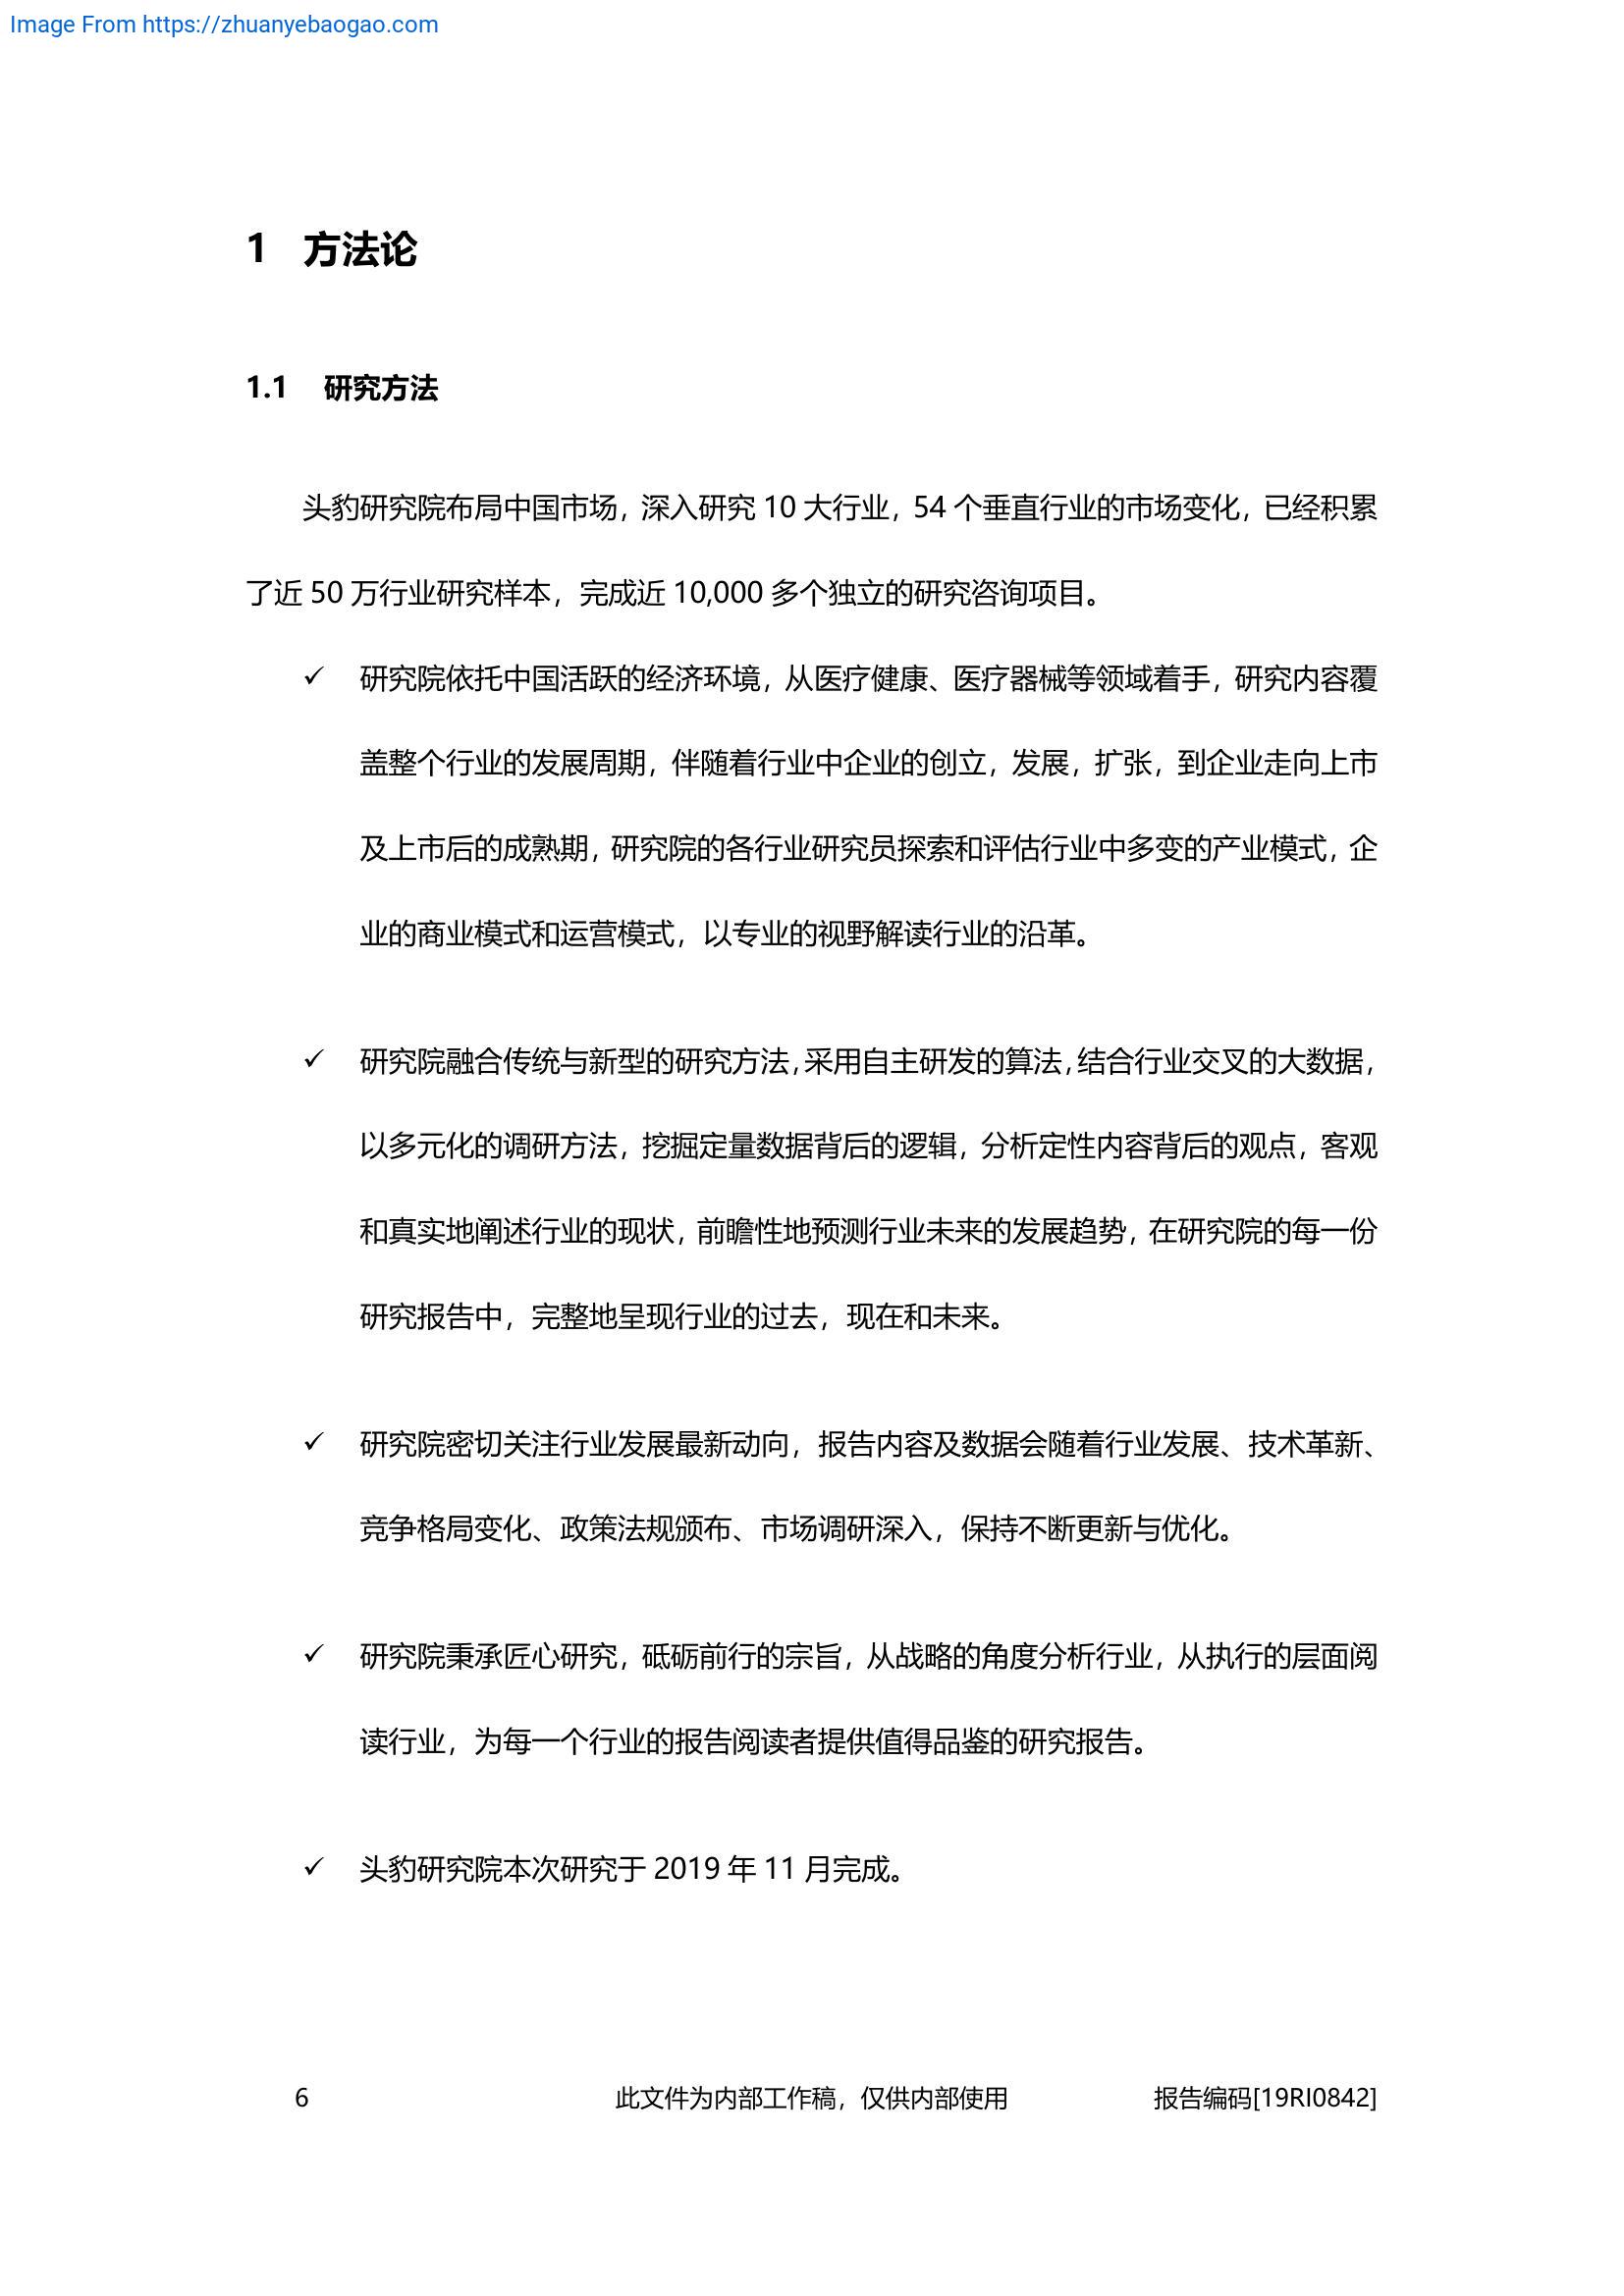 Image From https://zhuanyebaogao.com
1 方法论
1.1 研究方法
头豹研究院布局中国市场，深入研究 10 大行业，54 个垂直行业的市场变化，已经积累
了近 50 万行业研究样本，完成近 10,000 多个独立的研究咨询项目。
✓ 研究院依托中国活跃的经济环境，从医疗健康、医疗器械等领域着手，研究内容覆
盖整个行业的发展周期，伴随着行业中企业的创立，发展，扩张，到企业走向上市
及上市后的成熟期，研究院的各行业研究员探索和评估行业中多变的产业模式，企
业的商业模式和运营模式，以专业的视野解读行业的沿革。
✓ 研究院融合传统与新型的研究方法，采用自主研发的算法，结合行业交叉的大数据，
以多元化的调研方法，挖掘定量数据背后的逻辑，分析定性内容背后的观点，客观
和真实地阐述行业的现状，前瞻性地预测行业未来的发展趋势，在研究院的每一份
研究报告中，完整地呈现行业的过去，现在和未来。
✓ 研究院密切关注行业发展最新动向，报告内容及数据会随着行业发展、技术革新、
竞争格局变化、政策法规颁布、市场调研深入，保持不断更新与优化。
✓ 研究院秉承匠心研究，砥砺前行的宗旨，从战略的角度分析行业，从执行的层面阅
读行业，为每一个行业的报告阅读者提供值得品鉴的研究报告。
✓ 头豹研究院本次研究于 2019 年 11 月完成。
6 此文件为内部工作稿，仅供内部使用 报告编码[19RI0842]